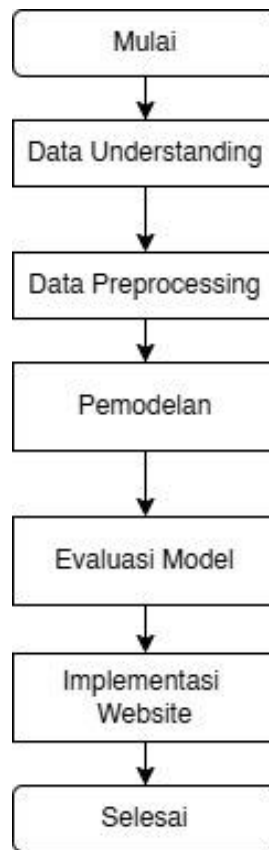 Mulai
Data Understanding
Data Preprocessing
Pemodelan
Evaluasi Model
Implementasi
Website
Selesai